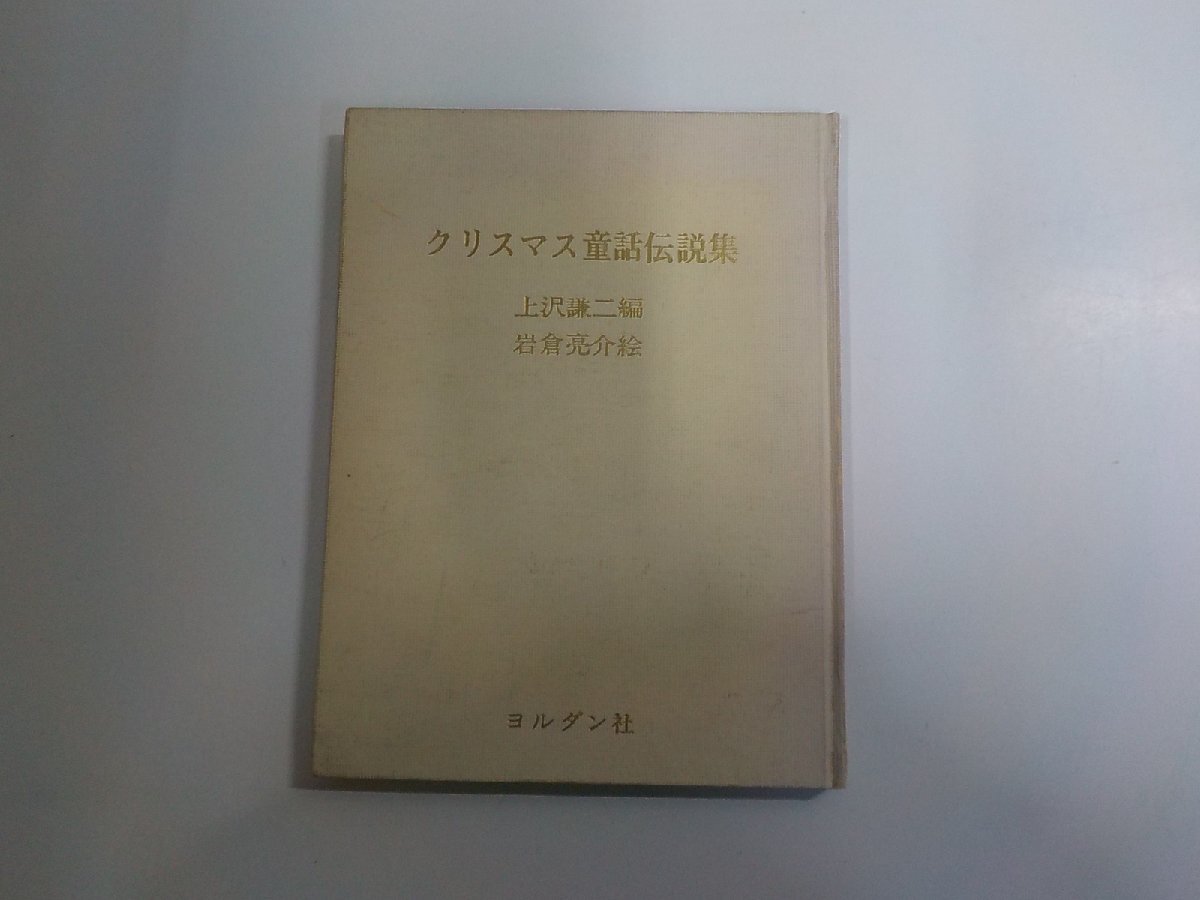 クリスマス童話伝説集
上沢謙二編
岩倉亮介絵
ヨルダン社